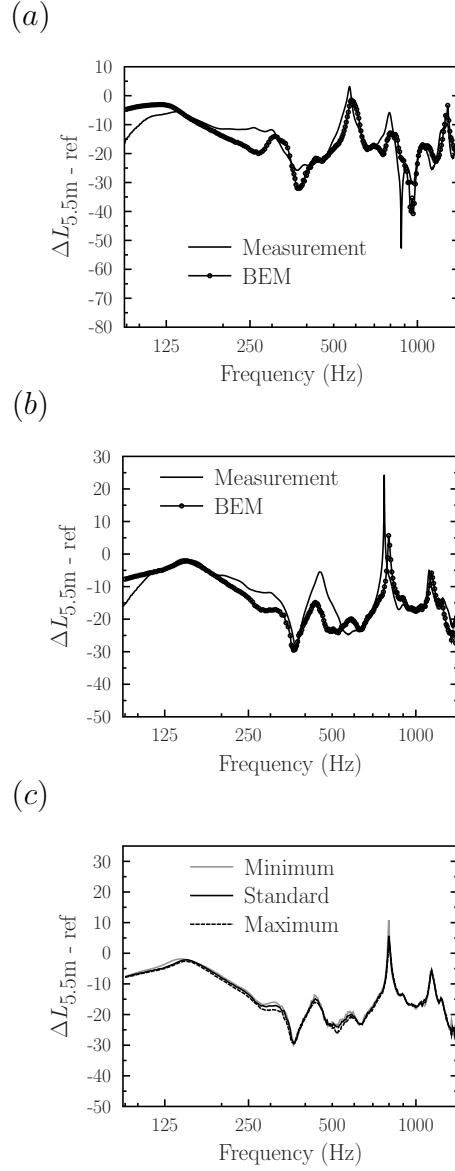 (a)
10
0
-10
-20
-30
-40
-50
-60
-70
-80
ΔL5.5m - ref
Measurement
BEM
125 250 500 1000
Frequency (Hz)
(b)
30
20
10
0
-10
-20
-30
-40
-50
ΔL5.5m - ref
Measurement
BEM
125 250 500 1000
Frequency (Hz)
(c)
30
20
10
0
-10
-20
-30
-40
-50
ΔL5.5m - ref
Minimum
Standard
Maximum
125 250 500 1000
Frequency (Hz)